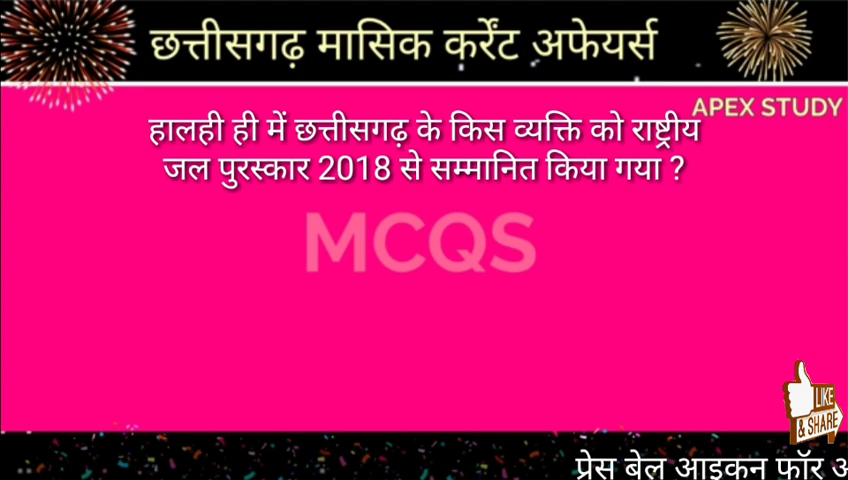 छत्तीसगढ़ मासिक कर्रेंट अफेयर्स
APEX STUDY
हालही ही में छत्तीसगढ़ के किस व्यक्ति को राष्ट्रीय
जल पुरस्कार 2018 से सम्मानित किया गया ?
MCQS
LIKE
& SHARE
प्रेस बेल आइकन फॉर